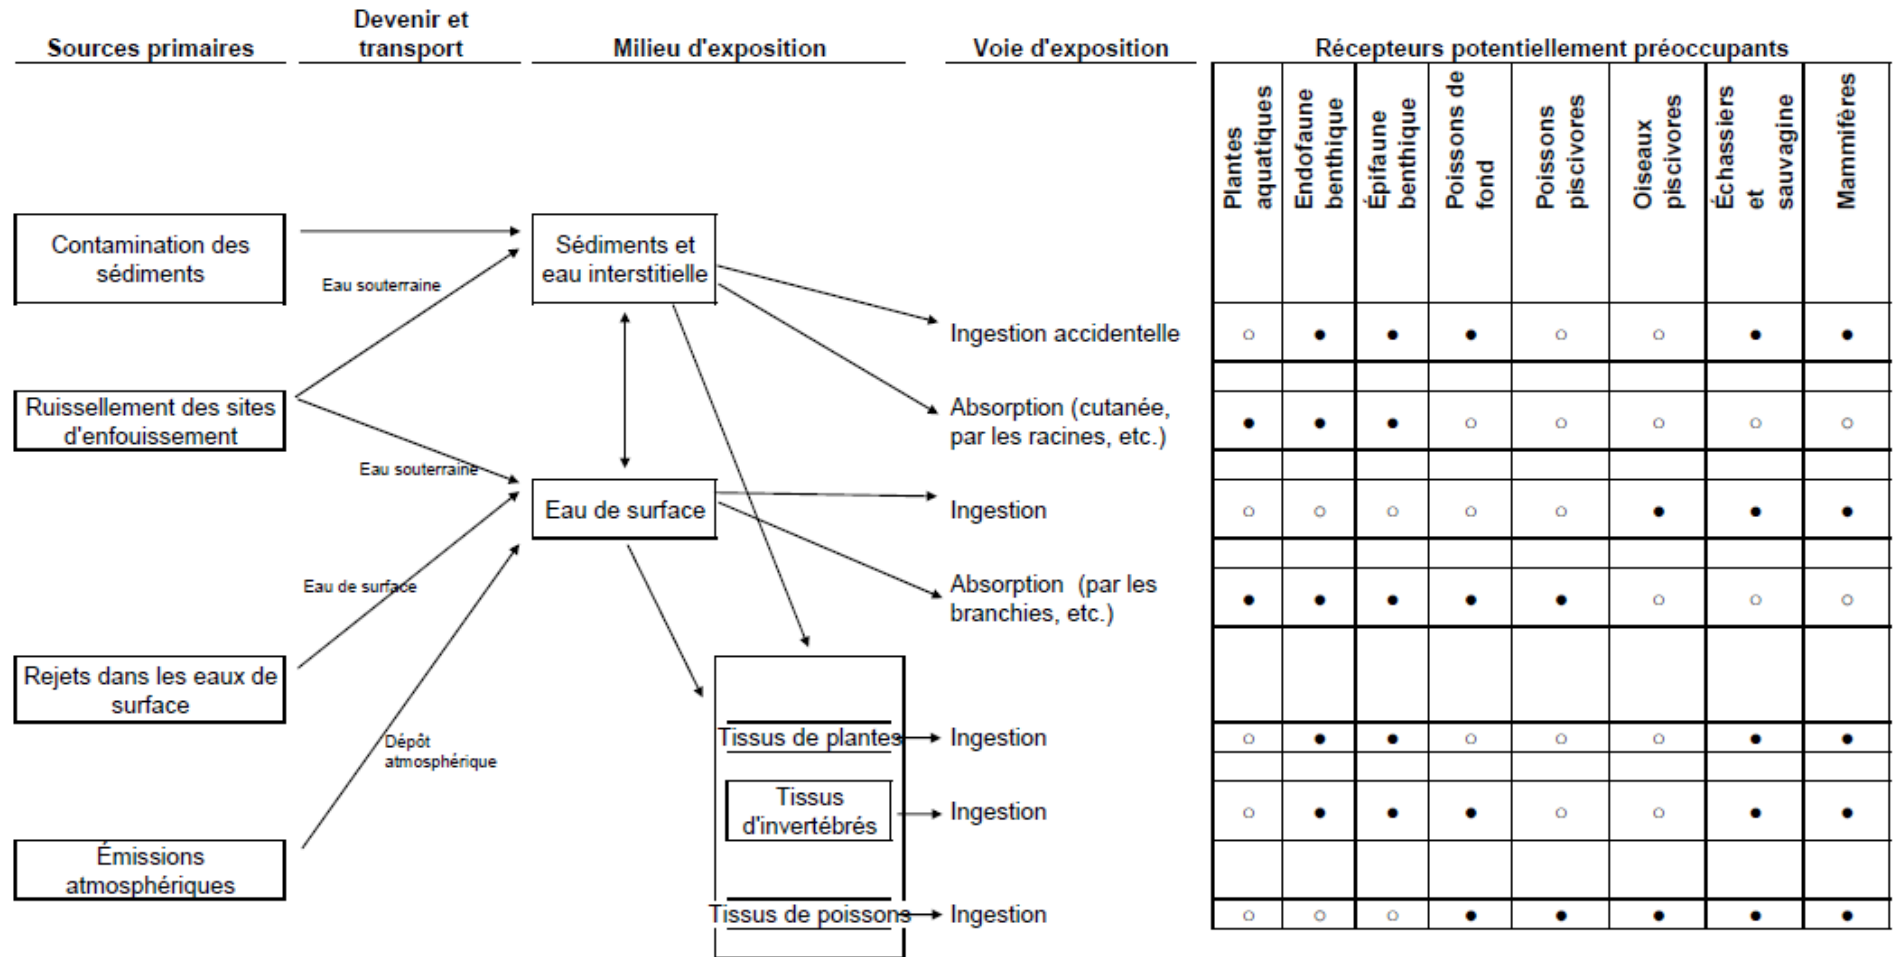 Sources primaires
Devenir et
transport
Milieu d'exposition
Voie d'exposition
Récepteurs potentiellement préoccupants
Plantes
aquatiques
Endofaune
benthique
Épifaune
benthique
Poissons de
fond
Poissons
piscivores
Oiseaux
piscivores
Échassiers
et
sauvagine
Mammifères
Contamination des
sédiments
Eau souterraine
Sédiments et
eau interstitielle
Ingestion accidentelle
○ ● ● ● ○ ○ ● ●
Ruissellement des sites
d'enfouissement
Absorption (cutanée,
par les racines, etc.)
● ● ● ○ ○ ○ ○ ○
Eau souterraine
Eau de surface
Ingestion
○ ○ ○ ○ ○ ● ● ●
Eau de surface
Absorption (par les
branchies, etc.)
● ● ● ● ● ○ ○ ○
Rejets dans les eaux de
surface
Dépôt
atmosphérique
Tissus de plantes
Ingestion
○ ● ● ○ ○ ○ ● ●
Tissus
d'invertébrés
Ingestion
○ ● ● ● ○ ○ ● ●
Émissions
atmosphériques
Tissus de poissons
Ingestion
○ ○ ○ ● ● ● ● ●